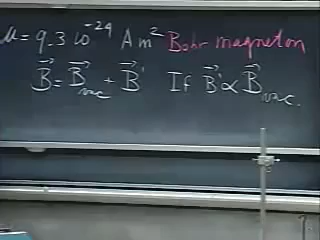 μ = 9.3 10⁻²⁴ A m² Bohr magneton
B⃗ = B⃗vac + B⃗' If B⃗' ∝ B⃗vac.